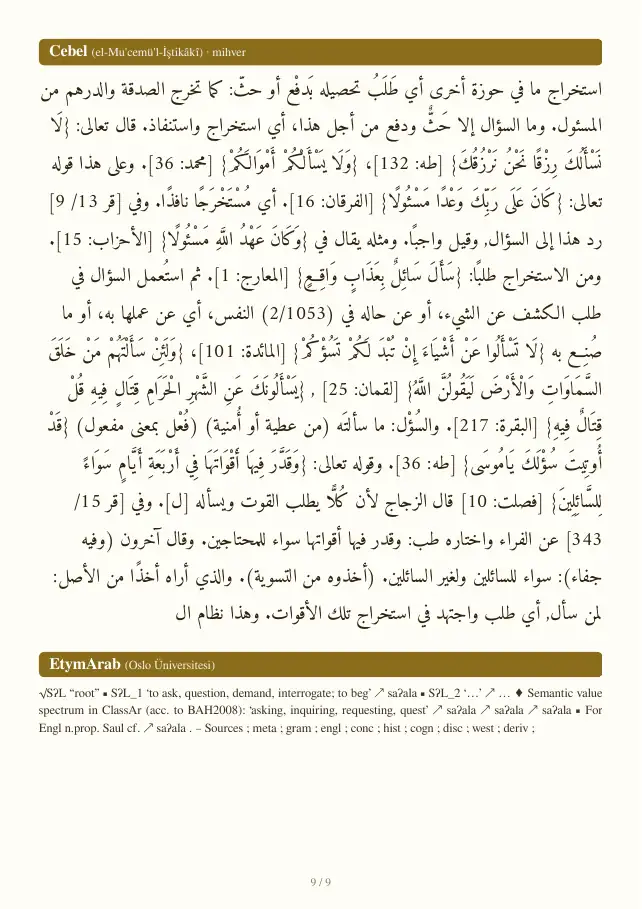 Cebel (el-Mu'cemü'l-İştikâkî) · mihver
استخراج ما في حوزة أخرى أي طَلَبُ تحصيله بَدفْع أو حثّ: كما تخرج الصدقة والدرهم من
المسئول. وما السؤال إلا حَثٌّ ودفع من أجل هذا، أي استخراج واستنفاذ. قال تعالى: {لَا
نَسْأَلُكَ رِزْقًا نَحْنُ نَرْزُقُكَ} [طه: 132]، {وَلَا يَسْأَلْكُمْ أَمْوَالَكُمْ} [محمد: 36]. وعلى هذا قوله
تعالى: {كَانَ عَلَى رَبِّكَ وَعْدًا مَسْئُولًا} [الفرقان: 16]. أي مُسْتَخْرَجًا نافذًا. وفي [قر 13/ 9]
رد هذا إلى السؤال, وقيل واجبًا. ومثله يقال في {وَكَانَ عَهْدُ اللَّهِ مَسْئُولًا} [الأحزاب: 15].
ومن الاستخراج طلبًا: {سَأَلَ سَائِلٌ بِعَذَابٍ وَاقِعٍ} [المعارج: 1]. ثم استُعمل السؤال في
طلب الكشف عن الشيء، أو عن حاله في (2/1053) النفس، أي عن عملها به، أو ما
صُنِع به {لَا تَسْأَلُوا عَنْ أَشْيَاءَ إِنْ تُبْدَ لَكُمْ تَسُؤْكُمْ} [المائدة: 101]، {وَلَئِنْ سَأَلْتَهُمْ مَنْ خَلَقَ
السَّمَاوَاتِ وَالْأَرْضَ لَيَقُولُنَّ اللَّهُ} [لقمان: 25] , {يَسْأَلُونَكَ عَنِ الشَّهْرِ الْحَرَامِ قِتَالٍ فِيهِ قُلْ
قِتَالٌ فِيهِ} [البقرة: 217]. والسُؤْل: ما سألتَه (من عطية أو أُمنية) (فُعْل بمعنى مفعول) {قَدْ
أُوتِيتَ سُؤْلَكَ يَامُوسَى} [طه: 36]. وقوله تعالى: {وَقَدَّرَ فِيهَا أَقْوَاتَهَا فِي أَرْبَعَةِ أَيَّامٍ سَوَاءً
لِلسَّائِلِينَ} [فصلت: 10] قال الزجاج لأن كُلًّا يطلب القوت ويسأله [ل]. وفي [قر 15/
343] عن الفراء واختاره طب: وقدر فيها أقواتها سواء للمحتاجين. وقال آخرون (وفيه
جفاء): سواء للسائلين ولغير السائلين. (أخذوه من التسوية). والذي أراه أخذًا من الأصل:
لمن سأل, أي طلب واجتهد في استخراج تلك الأقوات. وهذا نظام ال
EtymArab (Oslo Üniversitesi)
√SʔL “root” ▪ SʔL_1 ‘to ask, question, demand, interrogate; to beg’ ↗ saʔala ▪ SʔL_2 ‘…’ ↗ … ♦ Semantic value
spectrum in ClassAr (acc. to BAH2008): ‘asking, inquiring, requesting, quest’ ↗ saʔala ↗ saʔala ↗ saʔala ▪ For
Engl n.prop. Saul cf. ↗ saʔala . – Sources ; meta ; gram ; engl ; conc ; hist ; cogn ; disc ; west ; deriv ;
9 / 9